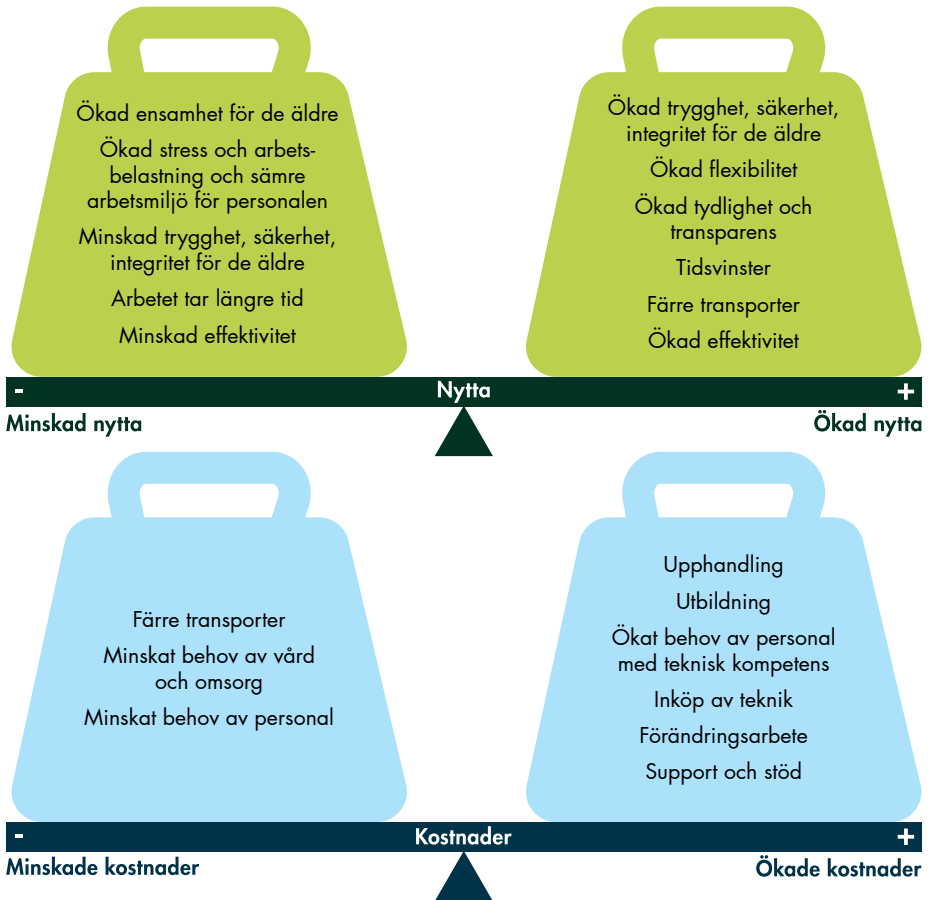 Ökad ensamhet för de äldre
Ökad stress och arbets-
belastning och sämre
arbetsmiljö för personalen
Minskad trygghet, säkerhet,
integritet för de äldre
Arbetet tar längre tid
Minskad effektivitet
Ökad trygghet, säkerhet,
integritet för de äldre
Ökad flexibilitet
Ökad tydlighet och
transparens
Tidsvinster
Färre transporter
Ökad effektivitet
- Nytta +
Minskad nytta
Ökad nytta
Färre transporter
Minskat behov av vård
och omsorg
Minskat behov av personal
Upphandling
Utbildning
Ökat behov av personal
med teknisk kompetens
Inköp av teknik
Förändringsarbete
Support och stöd
- Kostnader +
Minskade kostnader
Ökade kostnader